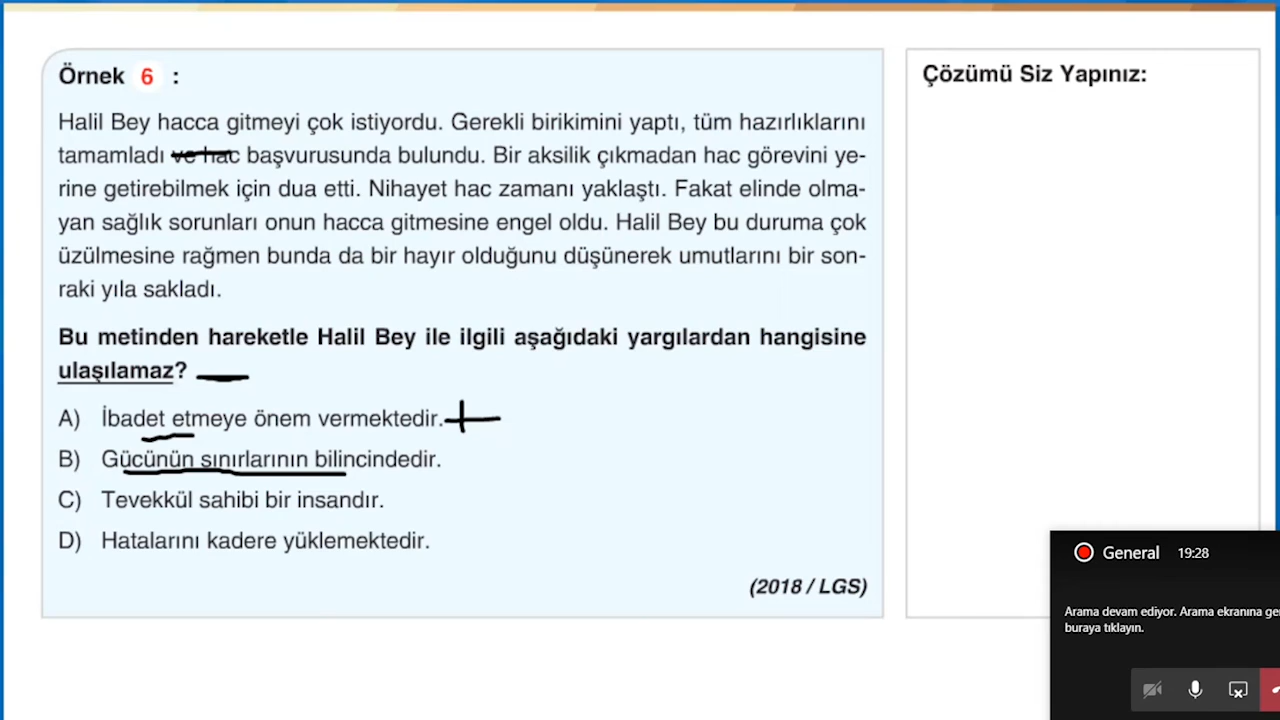 Örnek 6 :
Halil Bey hacca gitmeyi çok istiyordu. Gerekli birikimini yaptı, tüm hazırlıklarını
tamamladı ve hac başvurusunda bulundu. Bir aksilik çıkmadan hac görevini ye-
rine getirebilmek için dua etti. Nihayet hac zamanı yaklaştı. Fakat elinde olma-
yan sağlık sorunları onun hacca gitmesine engel oldu. Halil Bey bu duruma çok
üzülmesine rağmen bunda da bir hayır olduğunu düşünerek umutlarını bir son-
raki yıla sakladı.
Bu metinden hareketle Halil Bey ile ilgili aşağıdaki yargılardan hangisine
ulaşılamaz?
A) İbadet etmeye önem vermektedir.
B) Gücünün sınırlarının bilincindedir.
C) Tevekkül sahibi bir insandır.
D) Hatalarını kadere yüklemektedir.
(2018 / LGS)
Çözümü Siz Yapınız:
General 19:28
Arama devam ediyor. Arama ekranına
buraya tıklayın.